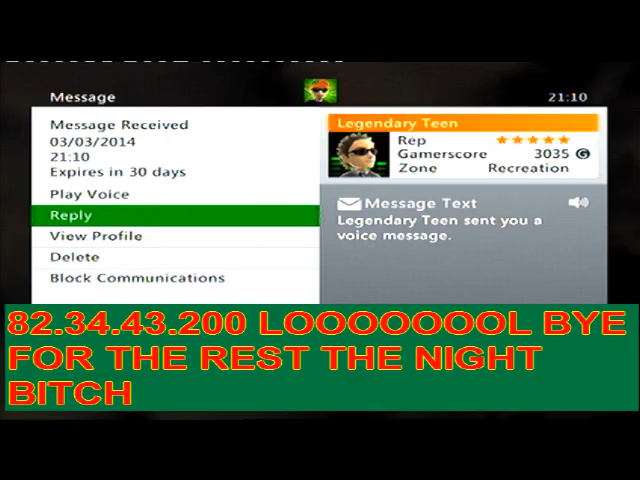 Message
21:10
Message Received
03/03/2014
21:10
Expires in 30 days
Play Voice
Reply
View Profile
Delete
Block Communications
Legendary Teen
Rep
Gamerscore 3035 G
Zone Recreation
Message Text
Legendary Teen sent you a
voice message.
82.34.43.200 LOOOOOOOL BYE
FOR THE REST THE NIGHT
BITCH